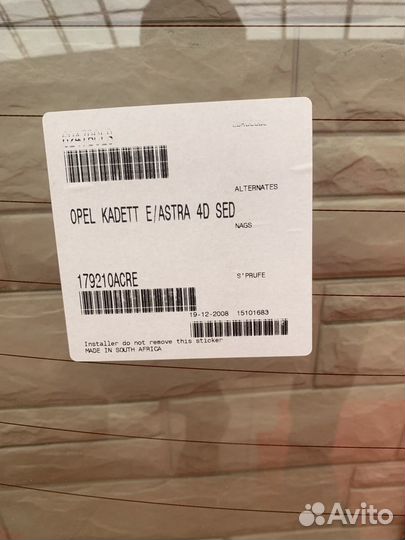 ALTERNATES
OPEL KADETT E/ASTRA 4D SED
NAGS
179210ACRE
S'PRUFE
19-12-2008 15101683
Installer do not remove this sticker
MADE IN SOUTH AFRICA
Avito